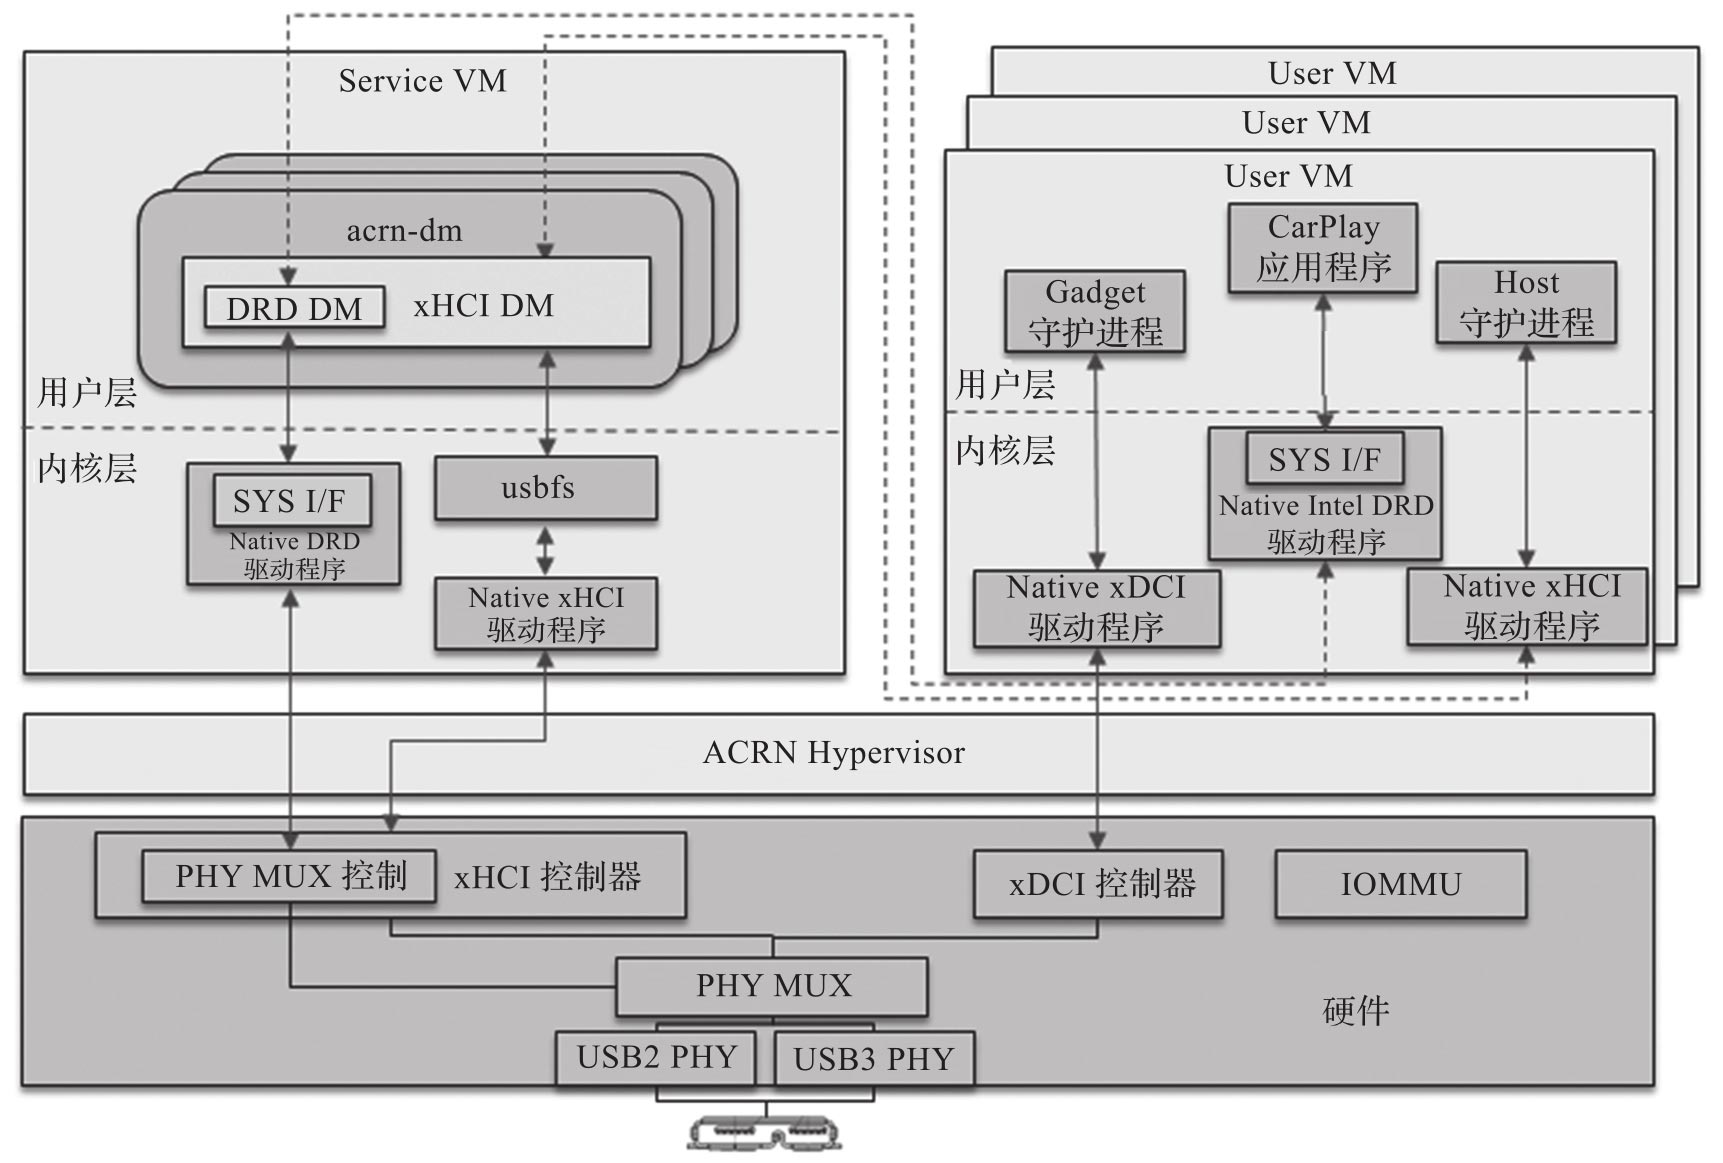 Service VM
acrn-dm
DRD DM
xHCI DM
用户层
内核层
SYS I/F
Native DRD
驱动程序
usbfs
Native xHCI
驱动程序
User VM
User VM
User VM
CarPlay
应用程序
Gadget
守护进程
Host
守护进程
用户层
内核层
SYS I/F
Native Intel DRD
驱动程序
Native xDCI
驱动程序
Native xHCI
驱动程序
ACRN Hypervisor
PHY MUX 控制
xHCI 控制器
xDCI 控制器
IOMMU
PHY MUX
硬件
USB2 PHY
USB3 PHY